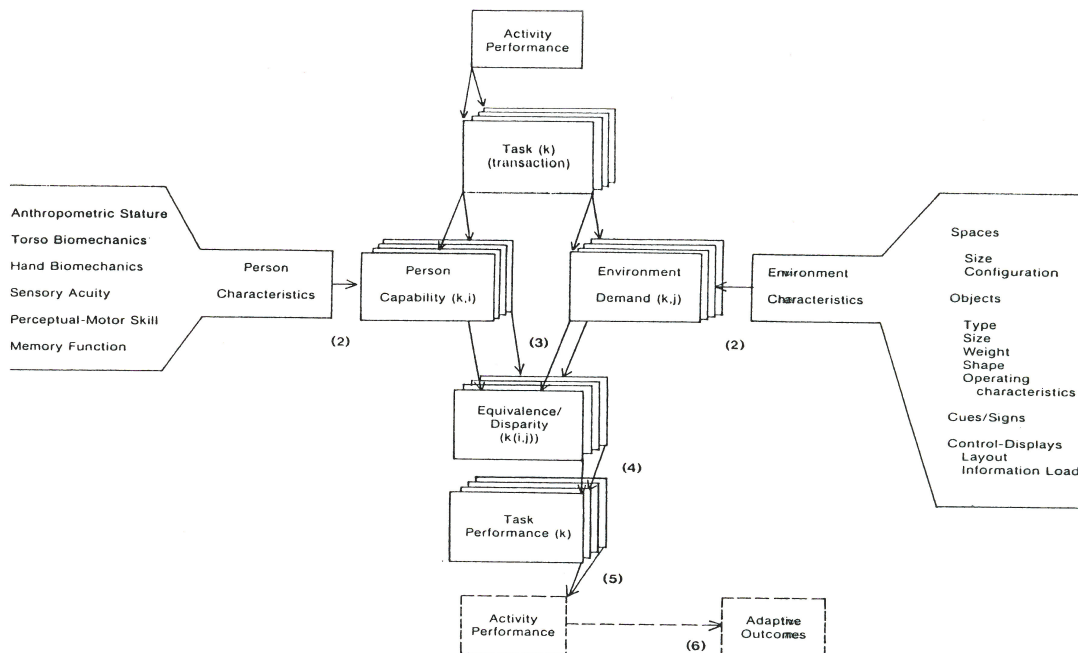 Activity
Performance
Task (k)
(transaction)
Anthropometric Stature
Torso Biomechanics
Hand Biomechanics
Sensory Acuity
Perceptual-Motor Skill
Memory Function
Person
Characteristics
Person
Capability (k,i)
Environment
Demand (k,j)
Environment
Characteristics
Spaces
Size
Configuration
Objects
Type
Size
Weight
Shape
Operating
characteristics
Cues/Signs
Control-Displays
Layout
Information Load
(2)
(3)
(2)
Equivalence/
Disparity
(k(i,j))
(4)
Task
Performance (k)
(5)
Activity
Performance
Adaptive
Outcomes
(6)